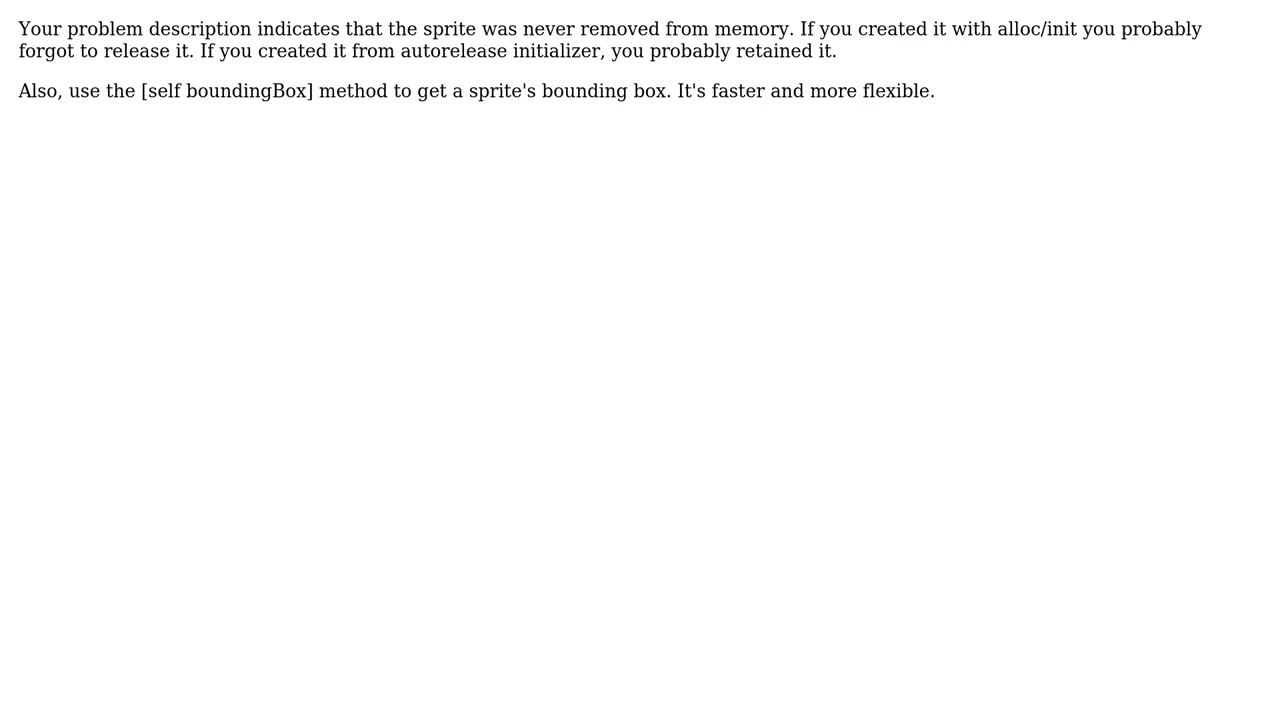 Your problem description indicates that the sprite was never removed from memory. If you created it with alloc/init you probably
forgot to release it. If you created it from autorelease initializer, you probably retained it.
Also, use the [self boundingBox] method to get a sprite's bounding box. It's faster and more flexible.